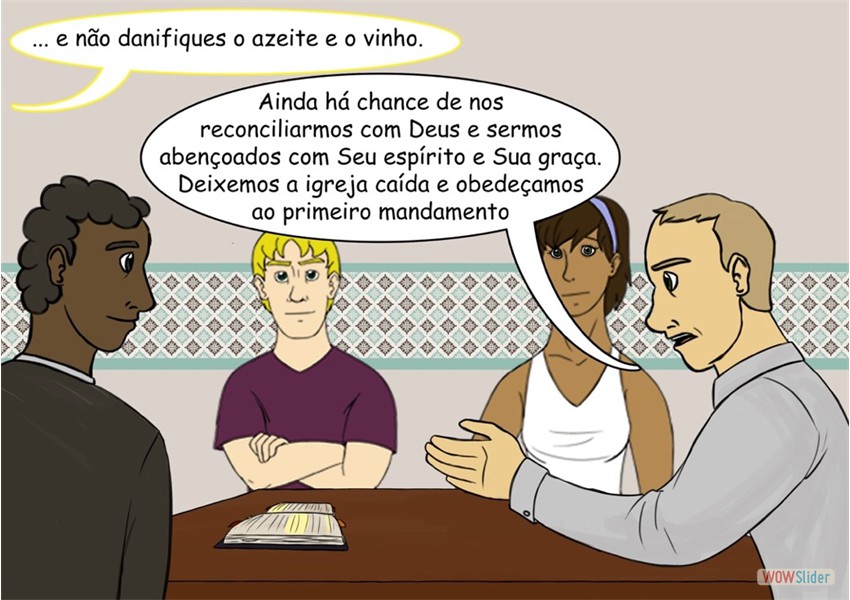 ... e não danifiques o azeite e o vinho.
Ainda há chance de nos
reconciliarmos com Deus e sermos
abençoados com Seu espírito e Sua graça.
Deixemos a igreja caída e obedeçamos
ao primeiro mandamento
WOWSlider